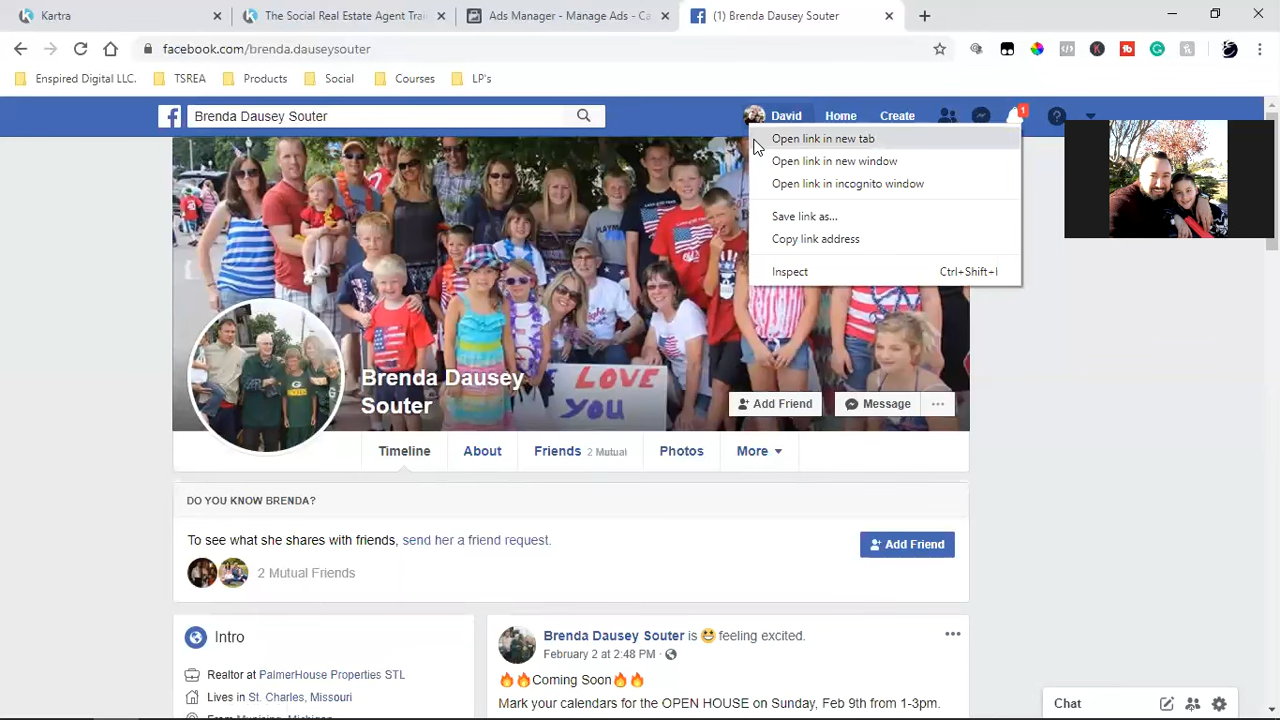 Kartra
The Social Real Estate Agent Trai
Ads Manager - Manage Ads - Ca
(1) Brenda Dausey Souter
facebook.com/brenda.dauseysouter
Enspired Digital LLC.
TSREA
Products
Social
Courses
LP's
Brenda Dausey Souter
David
Home
Create
1
Open link in new tab
Open link in new window
Open link in incognito window
Save link as...
Copy link address
Inspect Ctrl+Shift+I
LOVE
YOU
Brenda Dausey
Souter
Add Friend
Message
Timeline
About
Friends 2 Mutual
Photos
More
DO YOU KNOW BRENDA?
To see what she shares with friends, send her a friend request.
Add Friend
2 Mutual Friends
Intro
Realtor at PalmerHouse Properties STL
Lives in St. Charles, Missouri
Brenda Dausey Souter is 😃 feeling excited.
February 2 at 2:48 PM ·
🔥🔥Coming Soon🔥🔥
Mark your calendars for the OPEN HOUSE on Sunday, Feb 9th from 1-3pm.
Chat